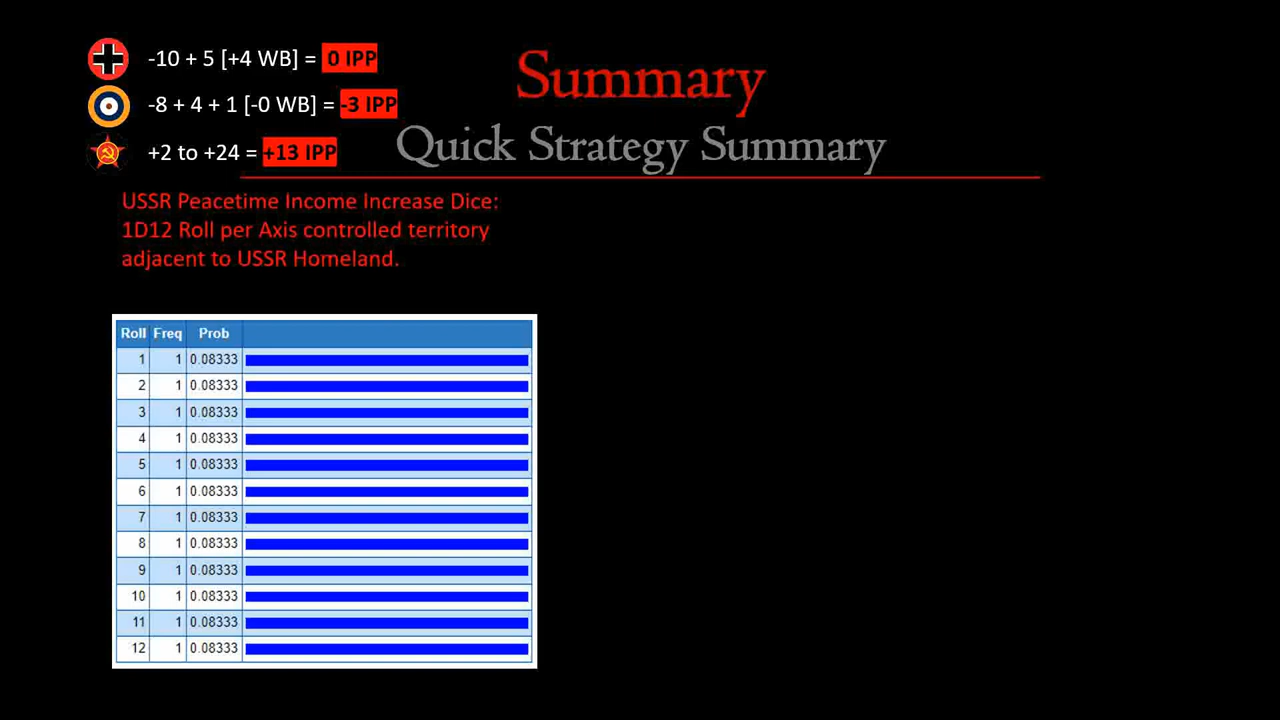 -10 + 5 [+4 WB] = 0 IPP
-8 + 4 + 1 [-0 WB] = -3 IPP
+2 to +24 = +13 IPP
Summary
Quick Strategy Summary
USSR Peacetime Income Increase Dice:
1D12 Roll per Axis controlled territory
adjacent to USSR Homeland.
Roll Freq Prob
1 1 0.08333
2 1 0.08333
3 1 0.08333
4 1 0.08333
5 1 0.08333
6 1 0.08333
7 1 0.08333
8 1 0.08333
9 1 0.08333
10 1 0.08333
11 1 0.08333
12 1 0.08333